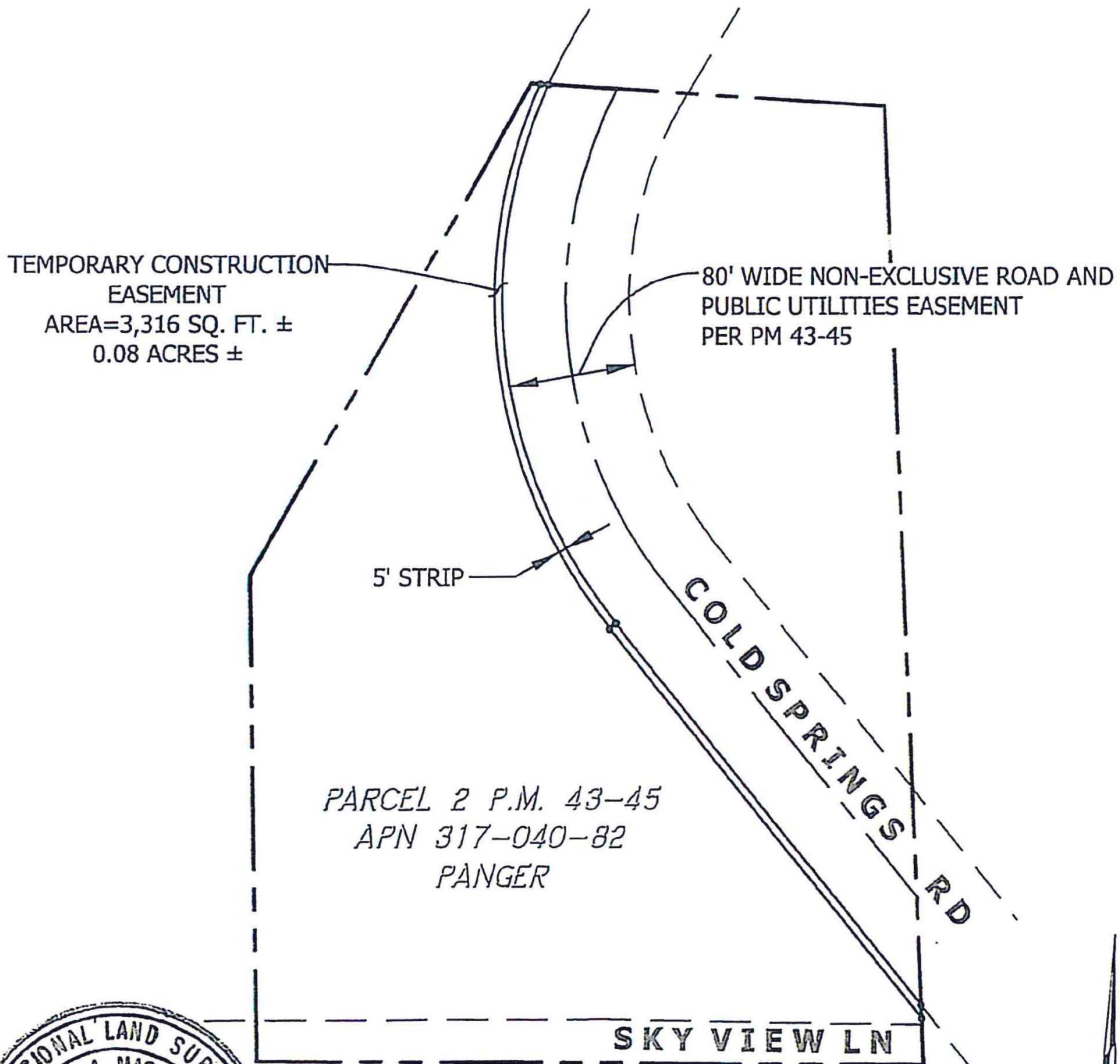 TEMPORARY CONSTRUCTION
EASEMENT
AREA=3,316 SQ. FT. ±
0.08 ACRES ±
80' WIDE NON-EXCLUSIVE ROAD AND
PUBLIC UTILITIES EASEMENT
PER PM 43-45
5' STRIP
COLD SPRINGS RD
PARCEL 2 P.M. 43-45
APN 317-040-82
PANGER
SKY VIEW LN
SIONAL LAND